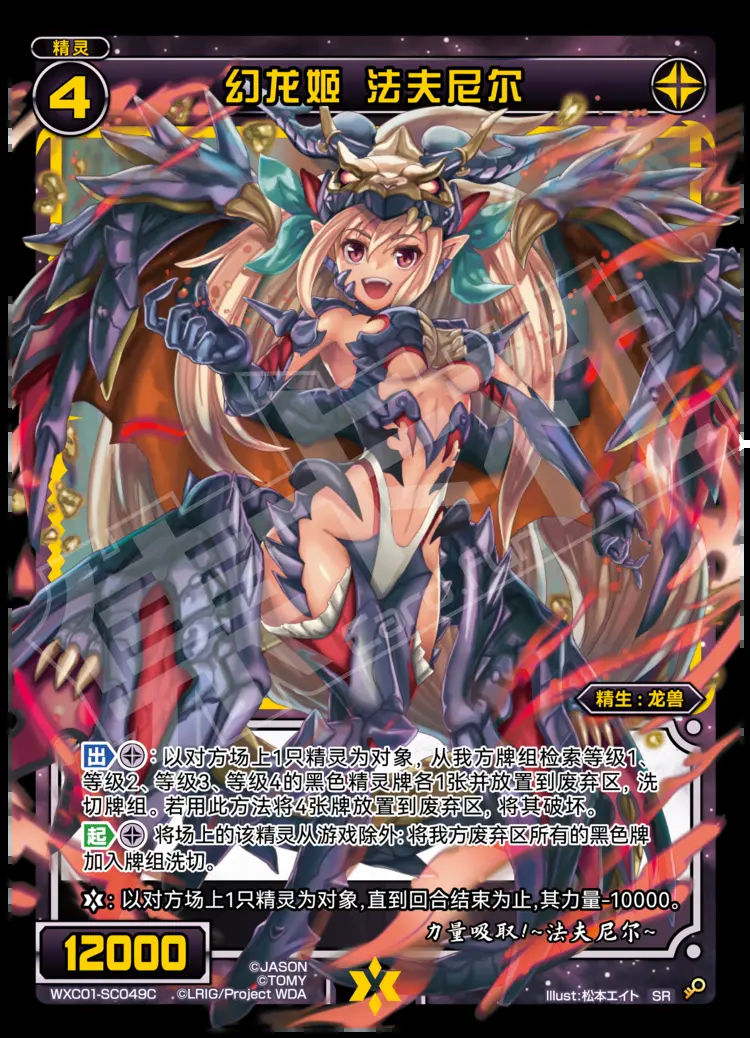 精灵
4
幻龙姬 法夫尼尔
精生:龙兽
出：以对方场上1只精灵为对象，从我方牌组检索等级1、
等级2、等级3、等级4的黑色精灵牌各1张并放置到废弃区，洗
切牌组。若用此方法将4张牌放置到废弃区，将其破坏。
起 将场上的该精灵从游戏除外:将我方废弃区所有的黑色牌
加入牌组洗切。
：以对方场上1只精灵为对象,直到回合结束为止,其力量-10000。
力量吸取!~法夫尼尔~
12000
©JASON
©TOMY
WXC01-SC049C ©LRIG/Project WDA
Illust:松本エイト SR